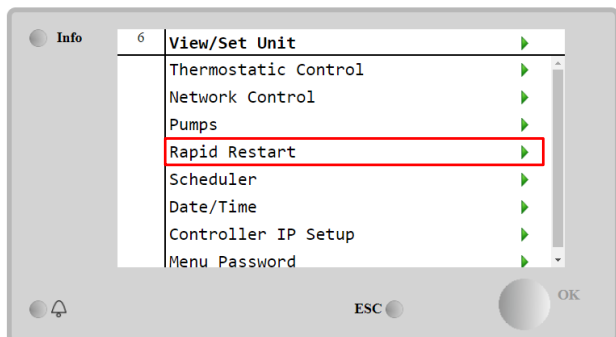 Info
6 View/Set Unit
Thermostatic Control
Network Control
Pumps
Rapid Restart
Scheduler
Date/Time
Controller IP Setup
Menu Password
ESC
OK